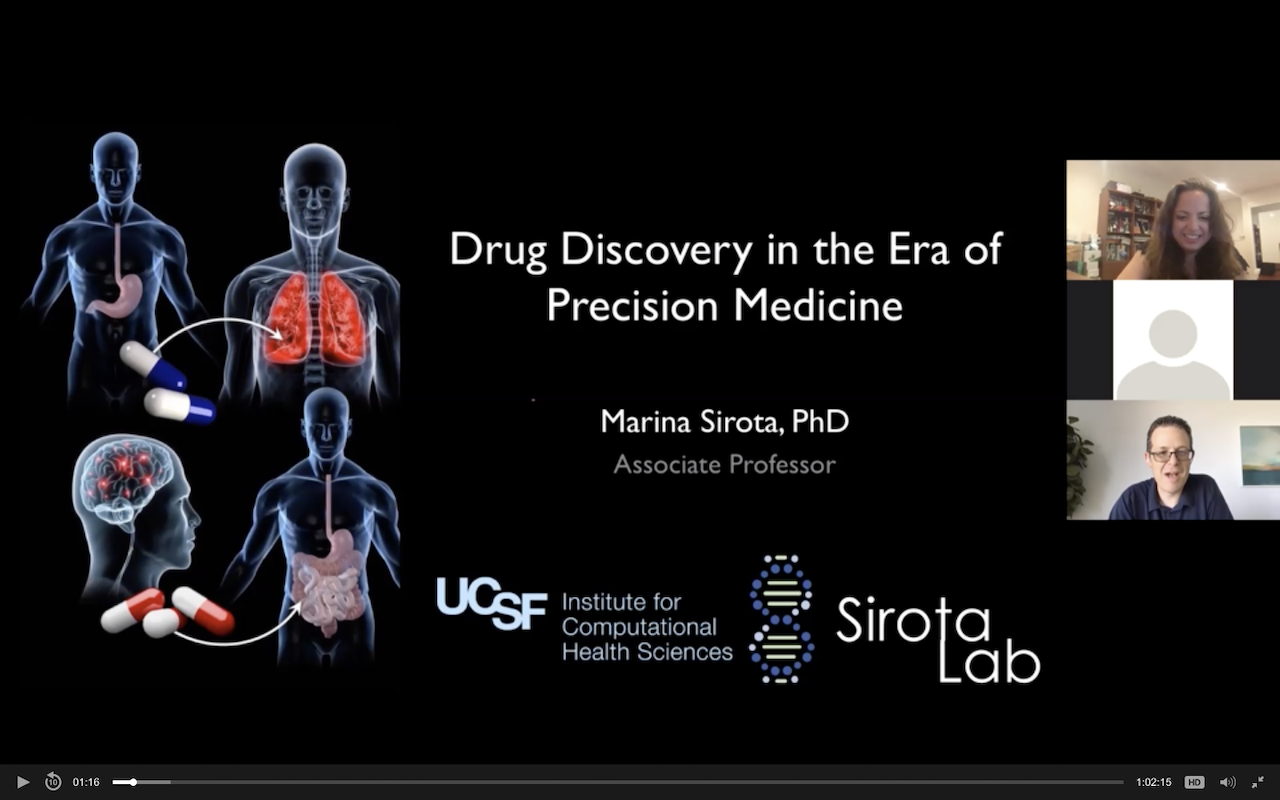 Drug Discovery in the Era of
Precision Medicine
Marina Sirota, PhD
Associate Professor
UCSF
Institute for
Computational
Health Sciences
Sirota
Lab
10
01:16
1:02:15
HD